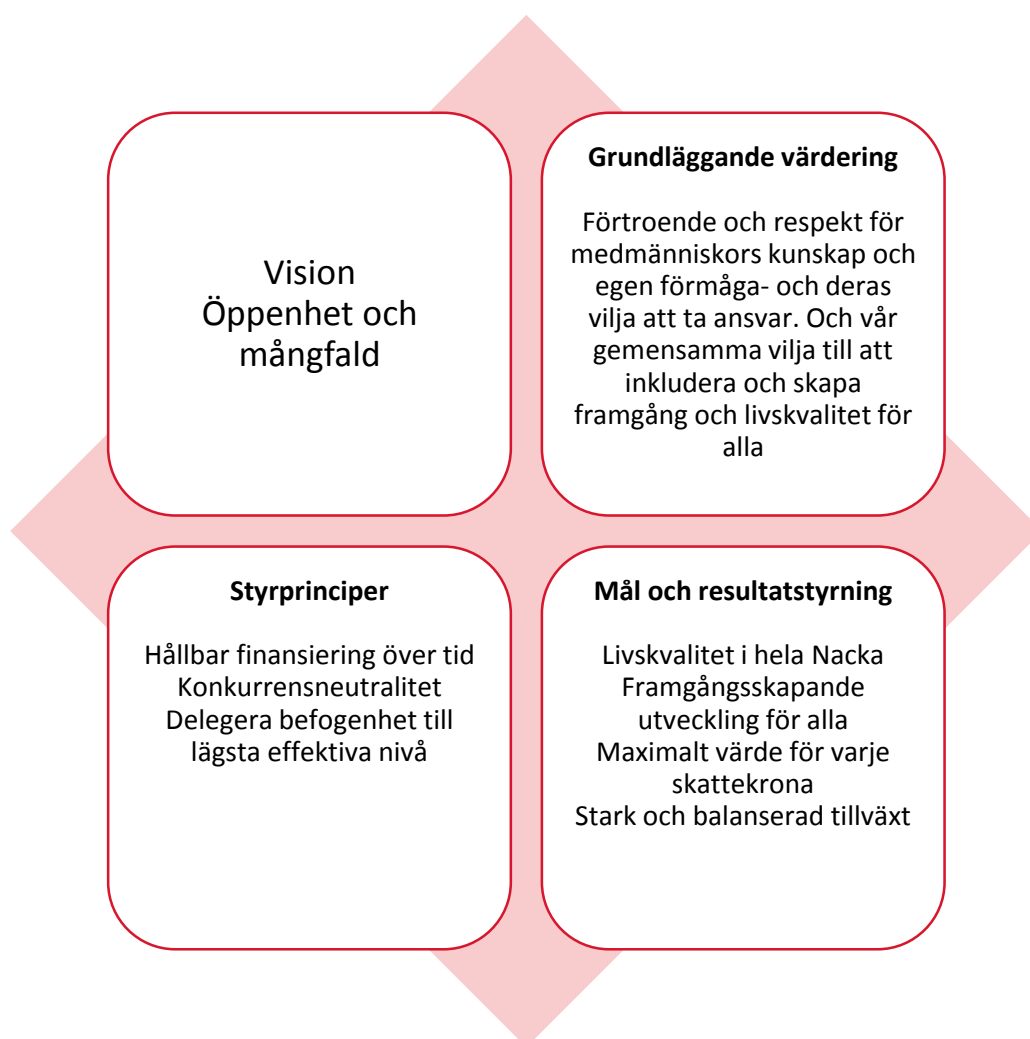 Vision
Öppenhet och
mångfald
Grundläggande värdering
Förtroende och respekt för
medmänniskors kunskap och
egen förmåga- och deras
vilja att ta ansvar. Och vår
gemensamma vilja till att
inkludera och skapa
framgång och livskvalitet för
alla
Styrprinciper
Hållbar finansiering över tid
Konkurrensneutralitet
Delegera befogenhet till
lägsta effektiva nivå
Mål och resultatstyrning
Livskvalitet i hela Nacka
Framgångsskapande
utveckling för alla
Maximalt värde för varje
skattekrona
Stark och balanserad tillväxt